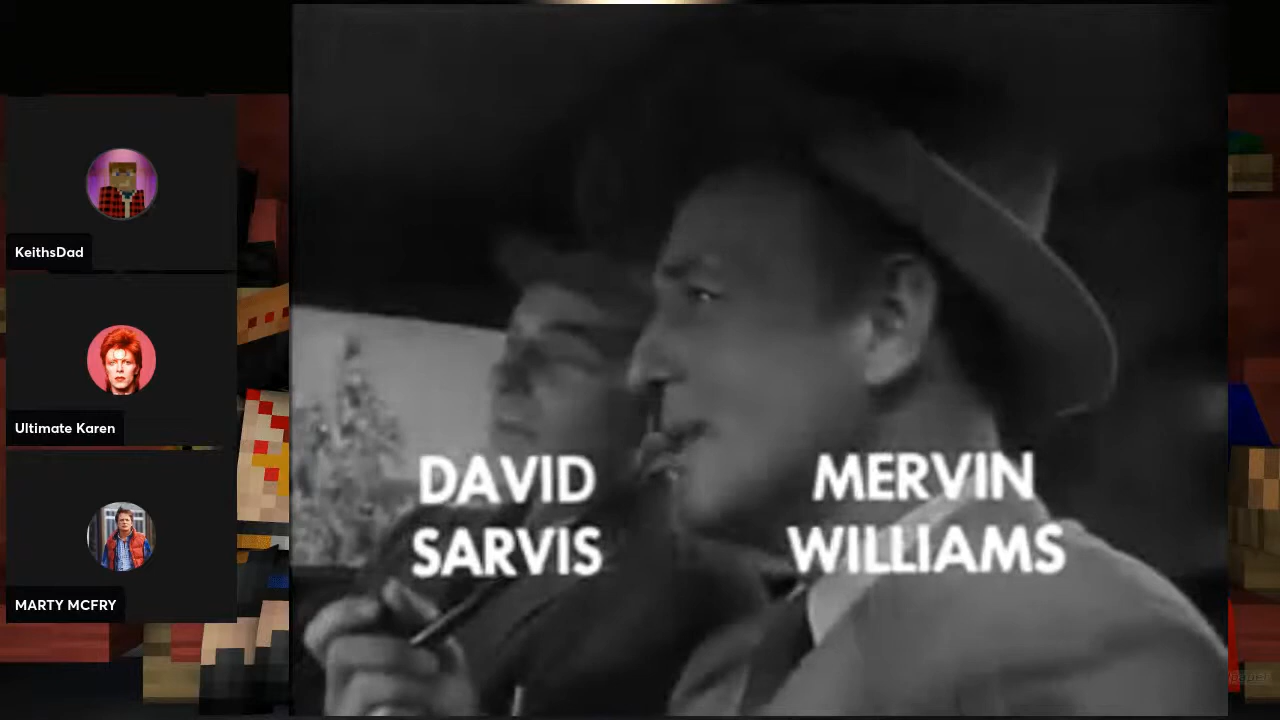 KeithsDad
Ultimate Karen
MARTY MCFRY
DAVID
SARVIS
MERVIN
WILLIAMS